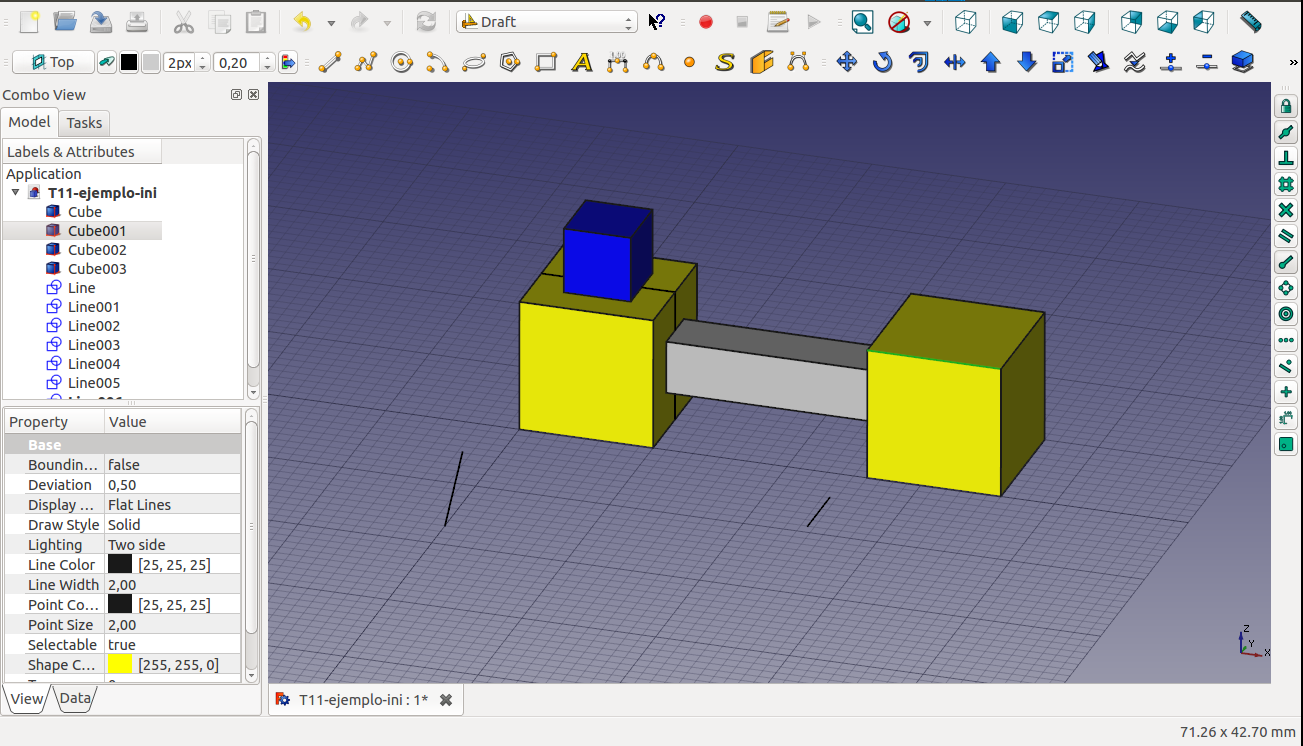 Draft
Top
2px
0,20
»
Combo View
Model
Tasks
Labels & Attributes
Application
T11-ejemplo-ini
Cube
Cube001
Cube002
Cube003
Line
Line001
Line002
Line003
Line004
Line005
Property Value
Base
Boundin... false
Deviation 0,50
Display ... Flat Lines
Draw Style Solid
Lighting Two side
Line Color [25, 25, 25]
Line Width 2,00
Point Co... [25, 25, 25]
Point Size 2,00
Selectable true
Shape C... [255, 255, 0]
View
Data
Z
Y
X
T11-ejemplo-ini : 1*
71.26 x 42.70 mm